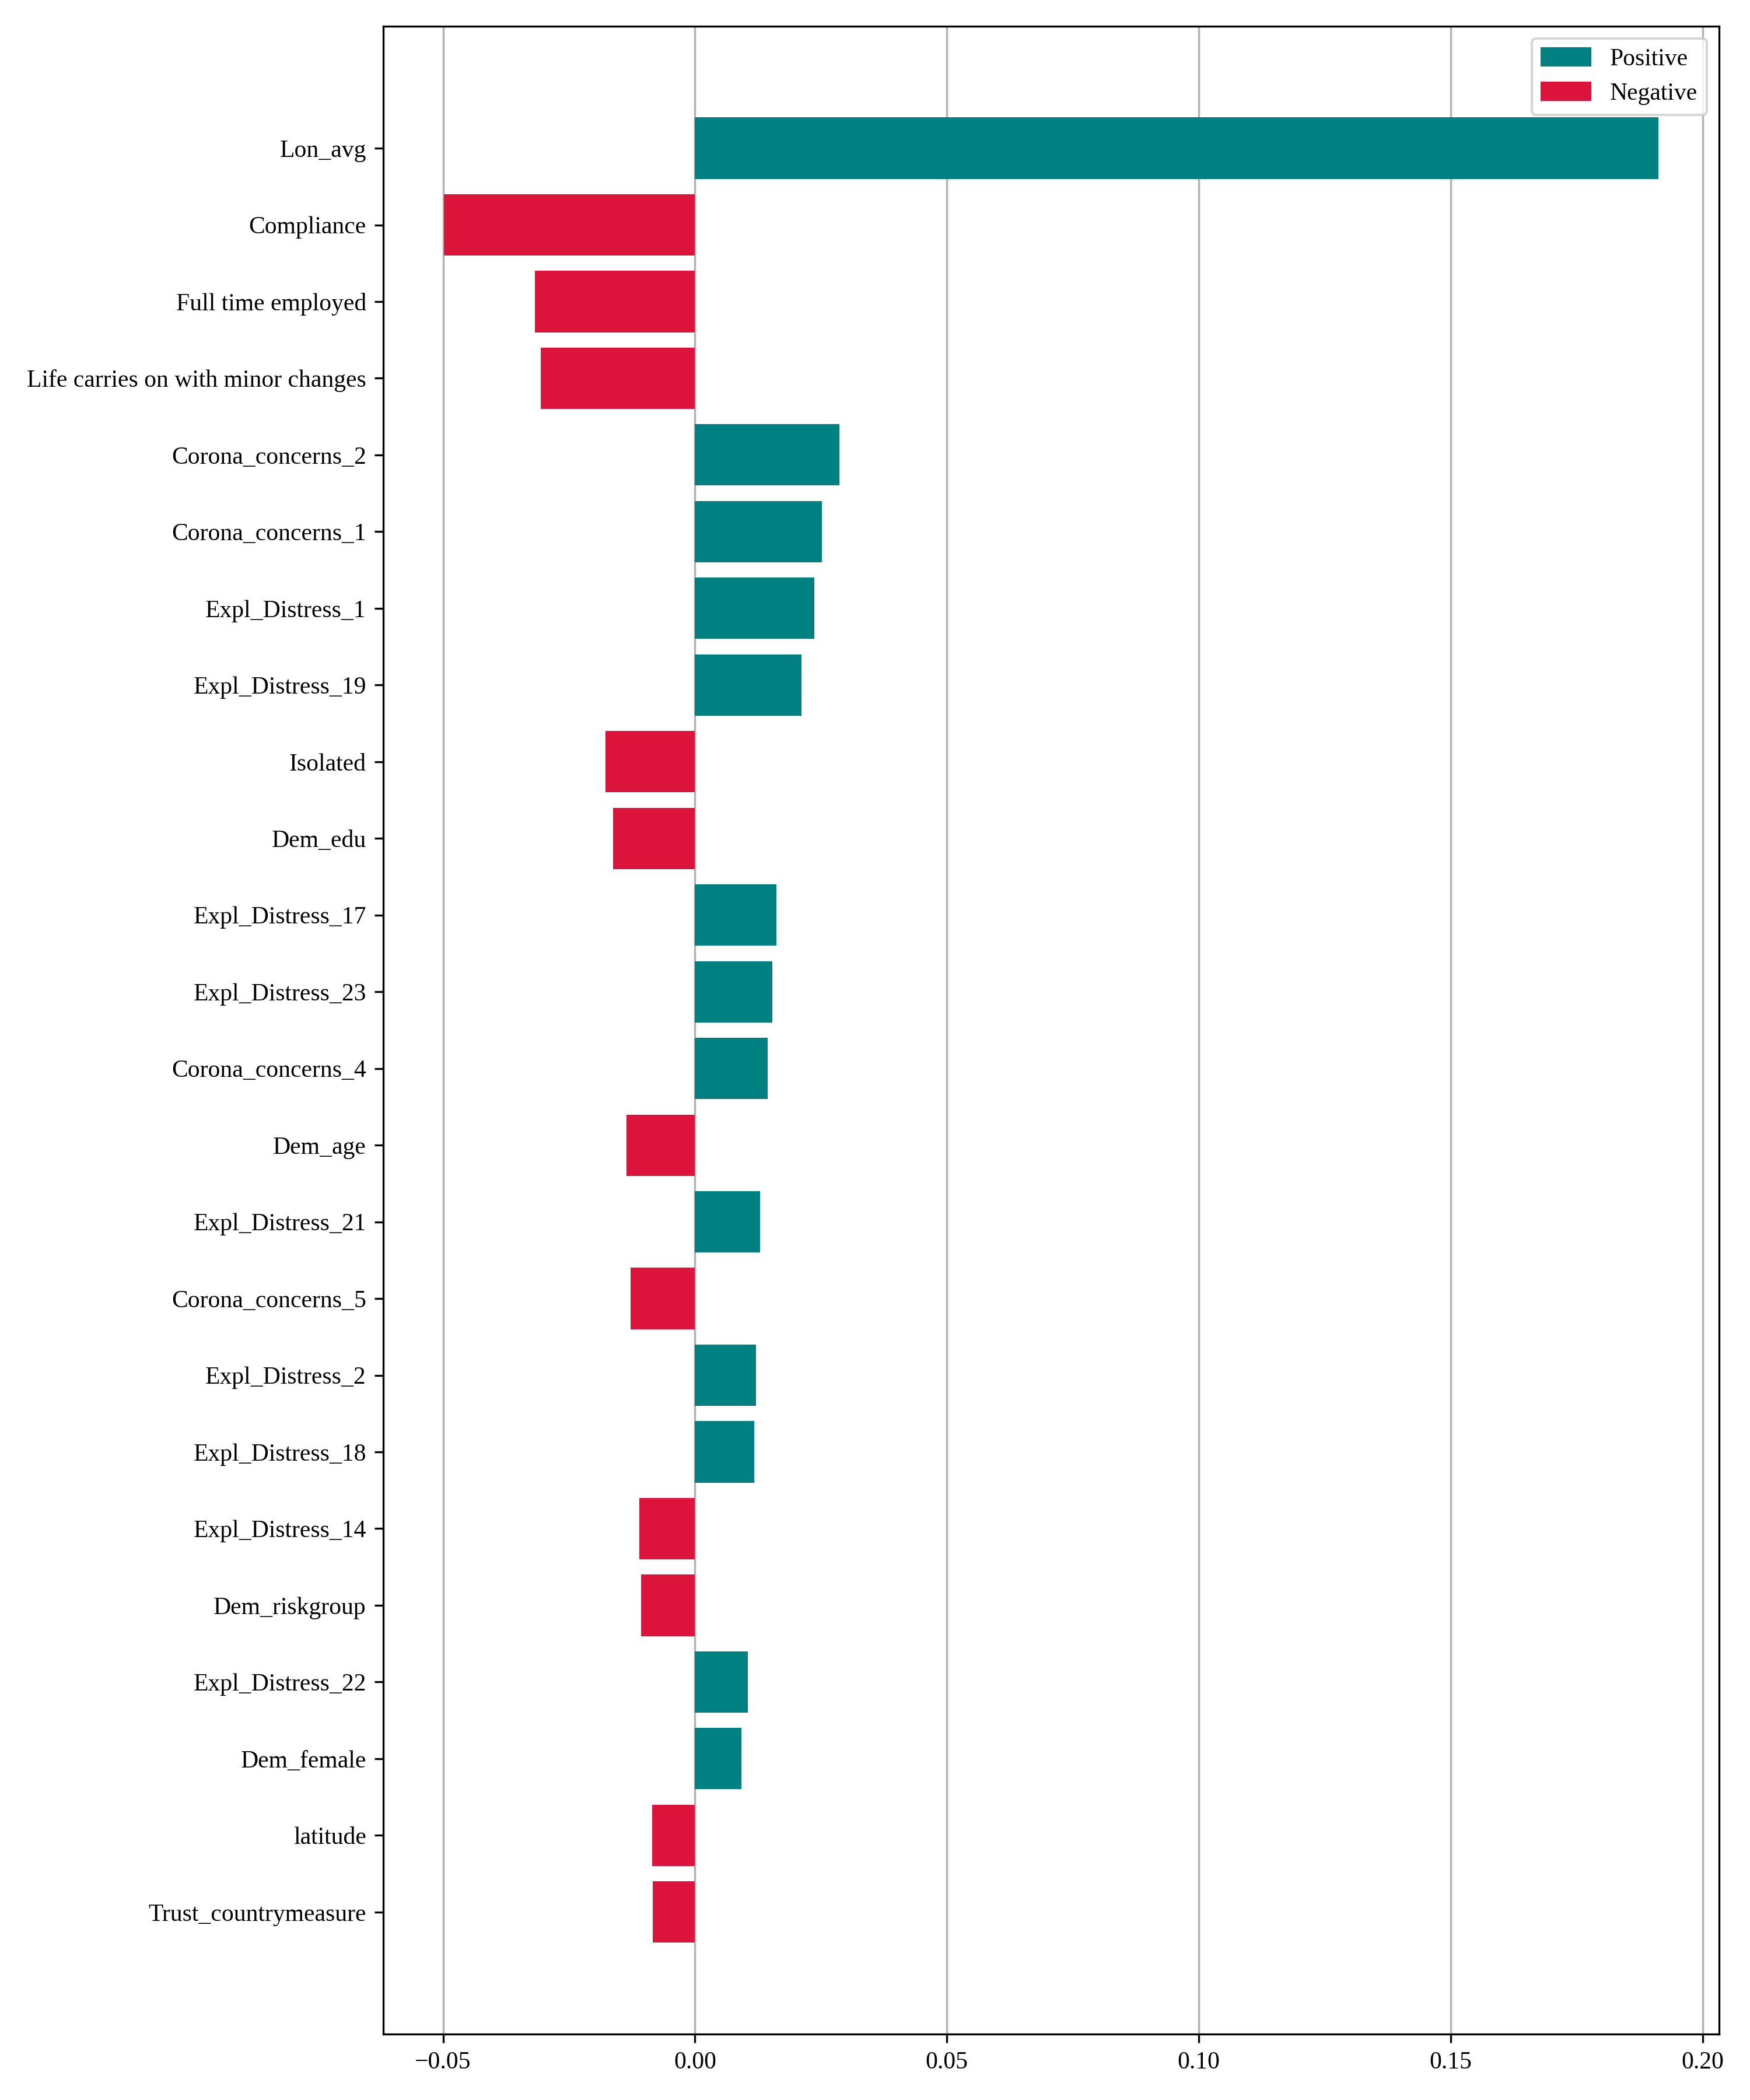 Positive
Negative
Lon_avg
Compliance
Full time employed
Life carries on with minor changes
Corona_concerns_2
Corona_concerns_1
Expl_Distress_1
Expl_Distress_19
Isolated
Dem_edu
Expl_Distress_17
Expl_Distress_23
Corona_concerns_4
Dem_age
Expl_Distress_21
Corona_concerns_5
Expl_Distress_2
Expl_Distress_18
Expl_Distress_14
Dem_riskgroup
Expl_Distress_22
Dem_female
latitude
Trust_countrymeasure
−0.05 0.00 0.05 0.10 0.15 0.20